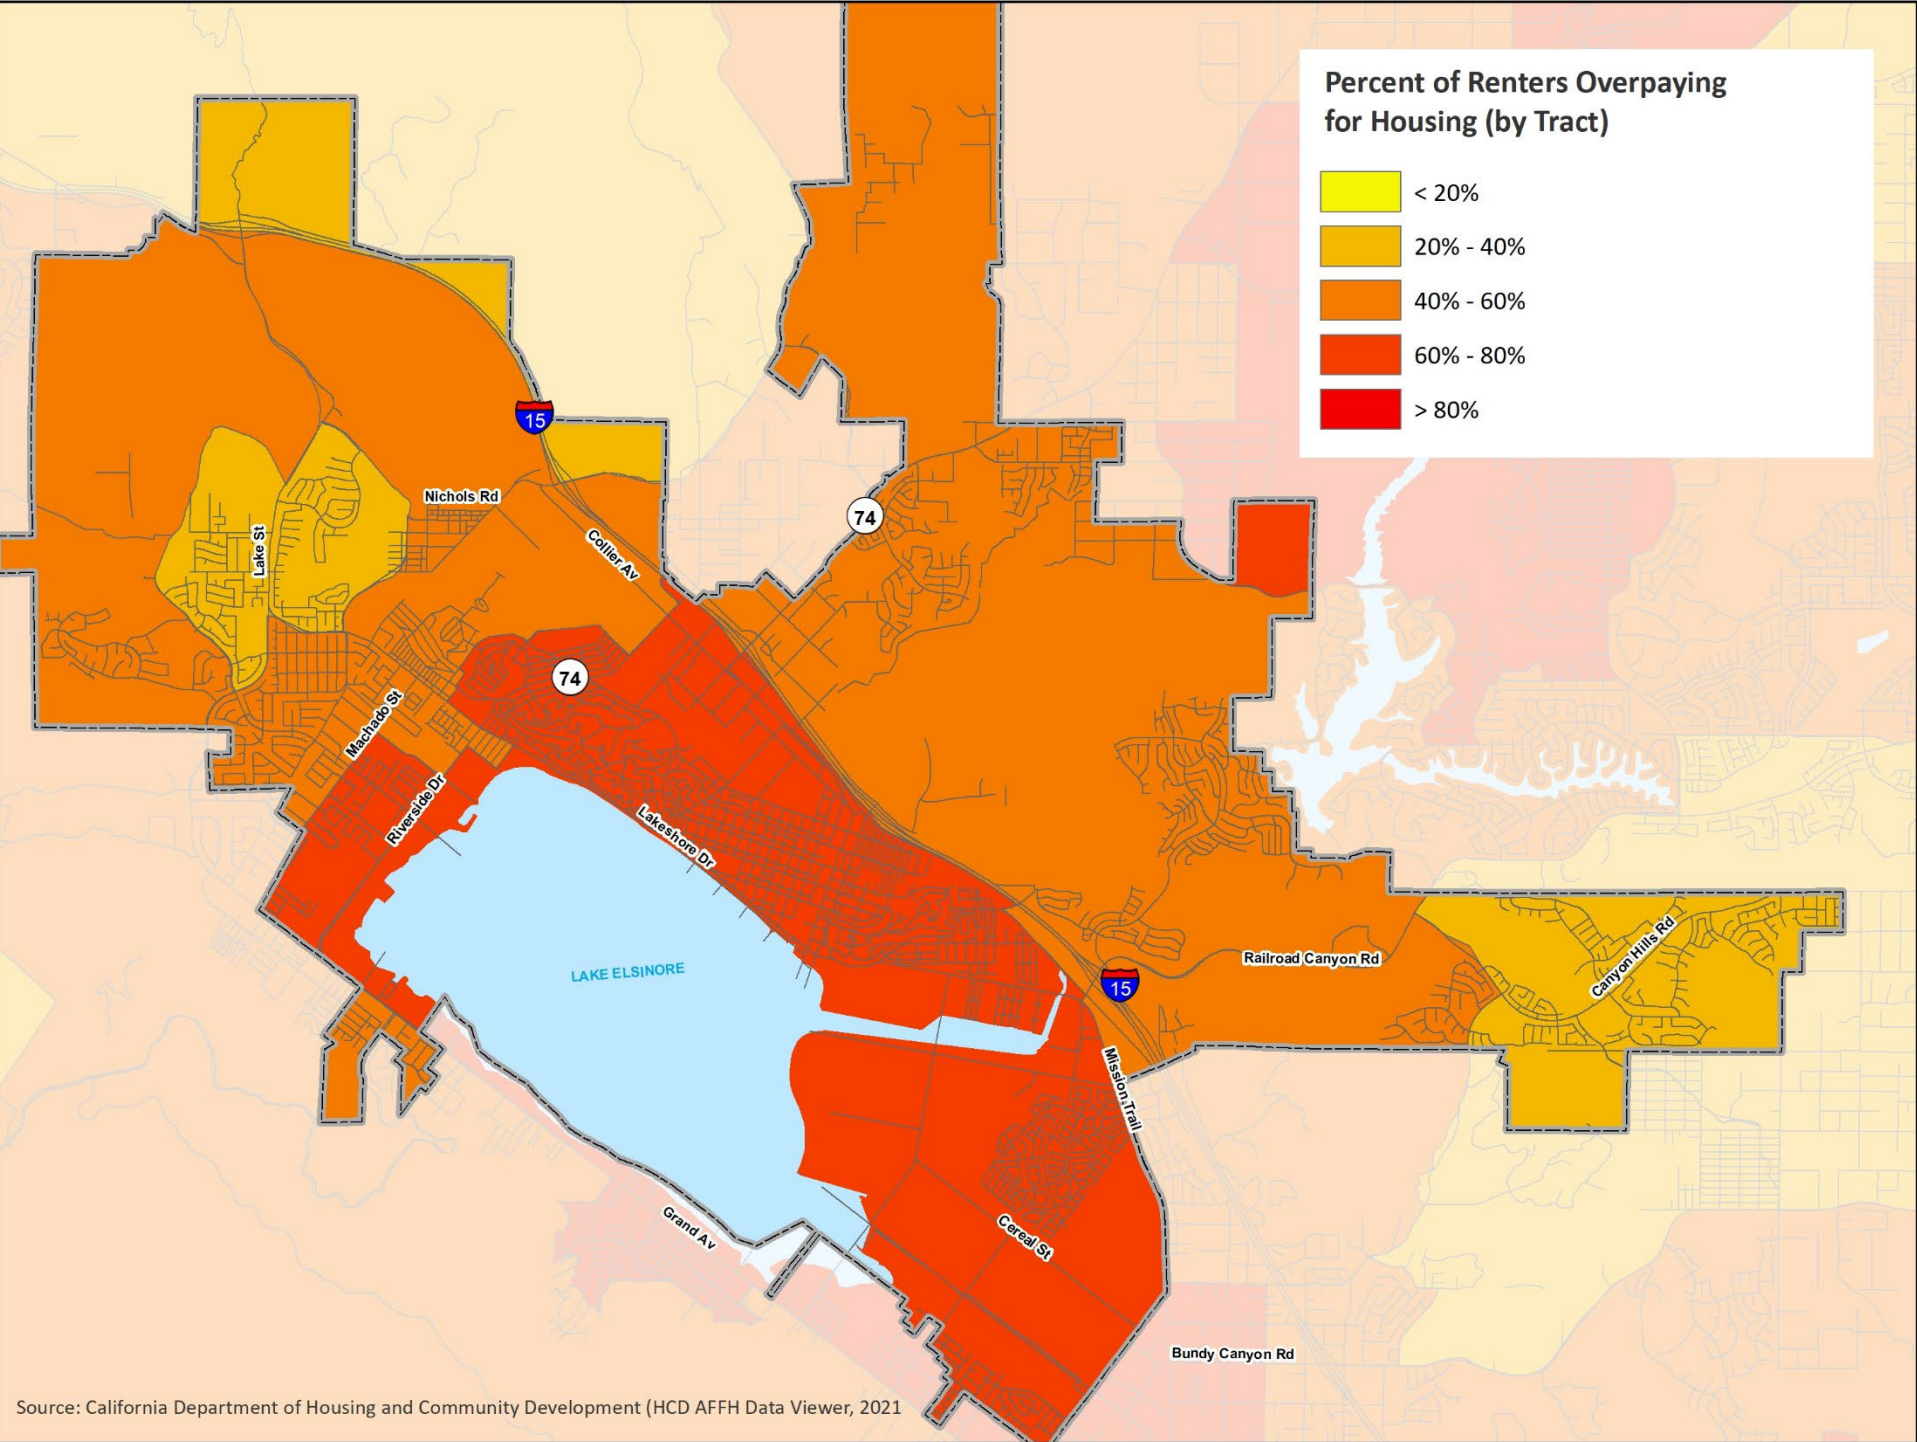 Percent of Renters Overpaying
for Housing (by Tract)
< 20%
20% - 40%
40% - 60%
60% - 80%
> 80%
15
Nichols Rd
74
Lake St
Collier Av
74
Machado St
Riverside Dr
Lakeshore Dr
LAKE ELSINORE
Railroad Canyon Rd
Canyon Hills Rd
15
Mission Trail
Grand Av
Cereal St
Bundy Canyon Rd
Source: California Department of Housing and Community Development (HCD AFFH Data Viewer, 2021